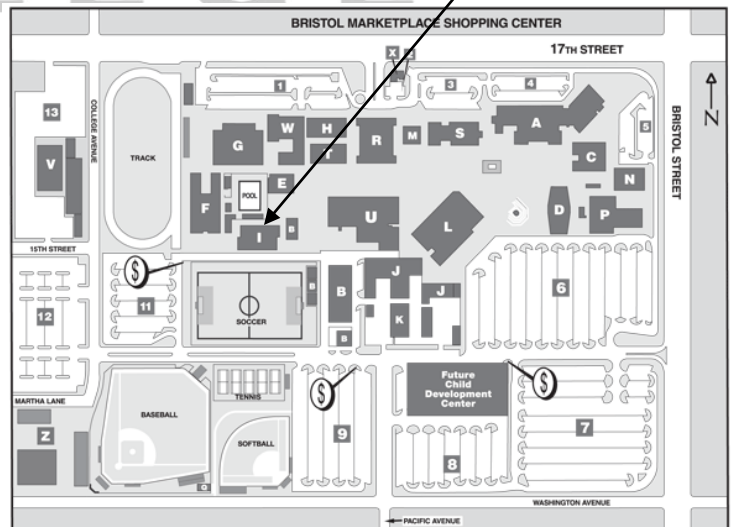 BRISTOL MARKETPLACE SHOPPING CENTER
17TH STREET
X
1
3
4
5
13
COLLEGE AVENUE
TRACK
V
G
W
H
T
R
M
S
A
C
N
BRISTOL STREET
N
F
POOL
E
I
B
U
L
D
P
15TH STREET
$
11
12
SOCCER
B
B
B
J
J
K
6
MARTHA LANE
Z
BASEBALL
TENNIS
SOFTBALL
$
9
Future
Child
Development
Center
$
7
8
WASHINGTON AVENUE
PACIFIC AVENUE